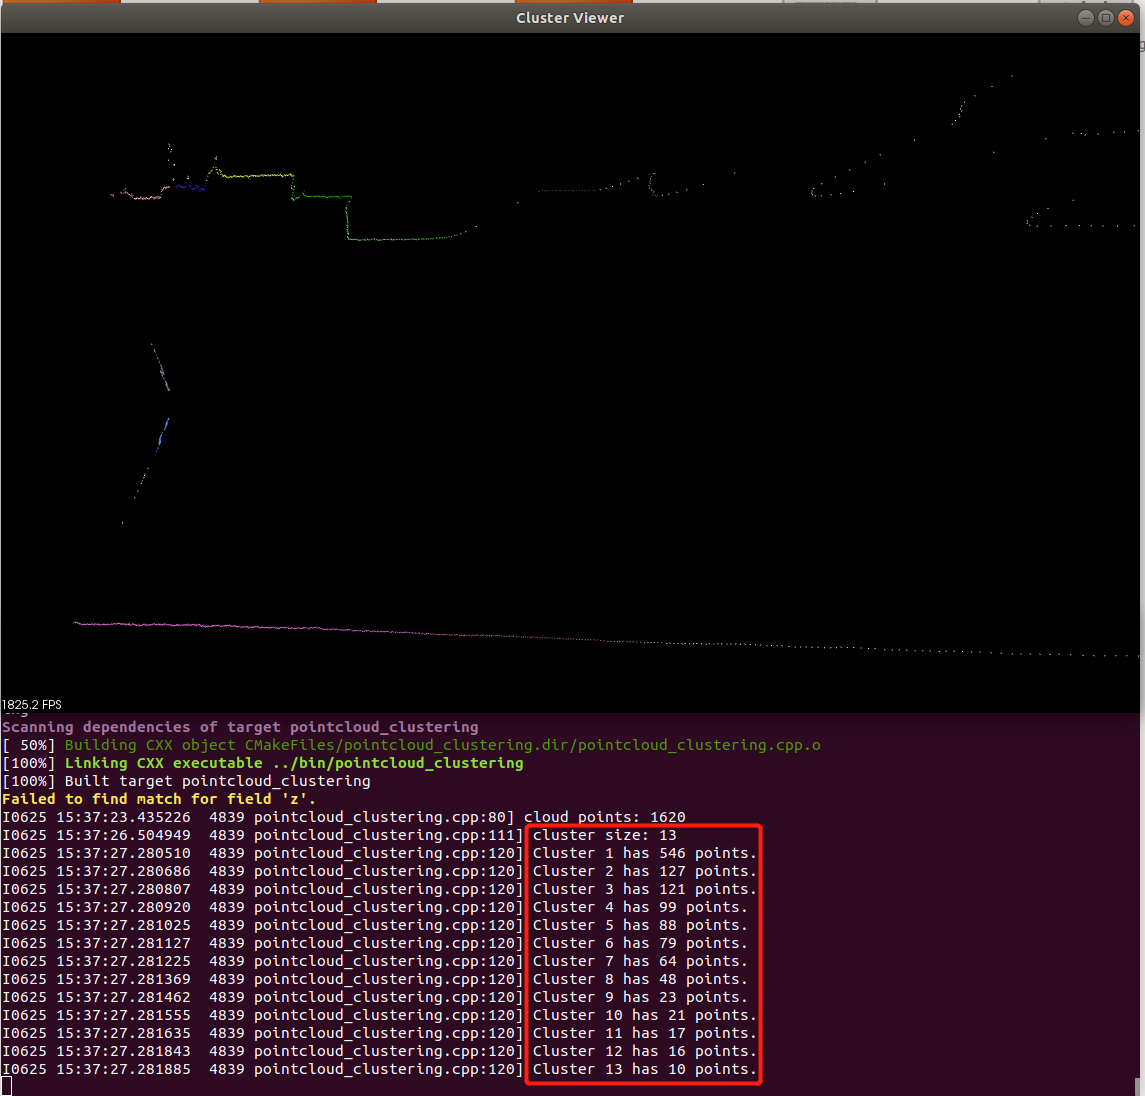 Cluster Viewer
1825.2 FPS
Scanning dependencies of target pointcloud_clustering
[ 50%] Building CXX object CMakeFiles/pointcloud_clustering.dir/pointcloud_clustering.cpp.o
[100%] Linking CXX executable ../bin/pointcloud_clustering
[100%] Built target pointcloud_clustering
Failed to find match for field 'z'.
I0625 15:37:23.435226  4839 pointcloud_clustering.cpp:80] cloud points: 1620
I0625 15:37:26.504949  4839 pointcloud_clustering.cpp:111] cluster size: 13
I0625 15:37:27.280510  4839 pointcloud_clustering.cpp:120] Cluster 1 has 546 points.
I0625 15:37:27.280686  4839 pointcloud_clustering.cpp:120] Cluster 2 has 127 points.
I0625 15:37:27.280807  4839 pointcloud_clustering.cpp:120] Cluster 3 has 121 points.
I0625 15:37:27.280920  4839 pointcloud_clustering.cpp:120] Cluster 4 has 99 points.
I0625 15:37:27.281025  4839 pointcloud_clustering.cpp:120] Cluster 5 has 88 points.
I0625 15:37:27.281127  4839 pointcloud_clustering.cpp:120] Cluster 6 has 79 points.
I0625 15:37:27.281225  4839 pointcloud_clustering.cpp:120] Cluster 7 has 64 points.
I0625 15:37:27.281369  4839 pointcloud_clustering.cpp:120] Cluster 8 has 48 points.
I0625 15:37:27.281462  4839 pointcloud_clustering.cpp:120] Cluster 9 has 23 points.
I0625 15:37:27.281555  4839 pointcloud_clustering.cpp:120] Cluster 10 has 21 points.
I0625 15:37:27.281635  4839 pointcloud_clustering.cpp:120] Cluster 11 has 17 points.
I0625 15:37:27.281843  4839 pointcloud_clustering.cpp:120] Cluster 12 has 16 points.
I0625 15:37:27.281885  4839 pointcloud_clustering.cpp:120] Cluster 13 has 10 points.